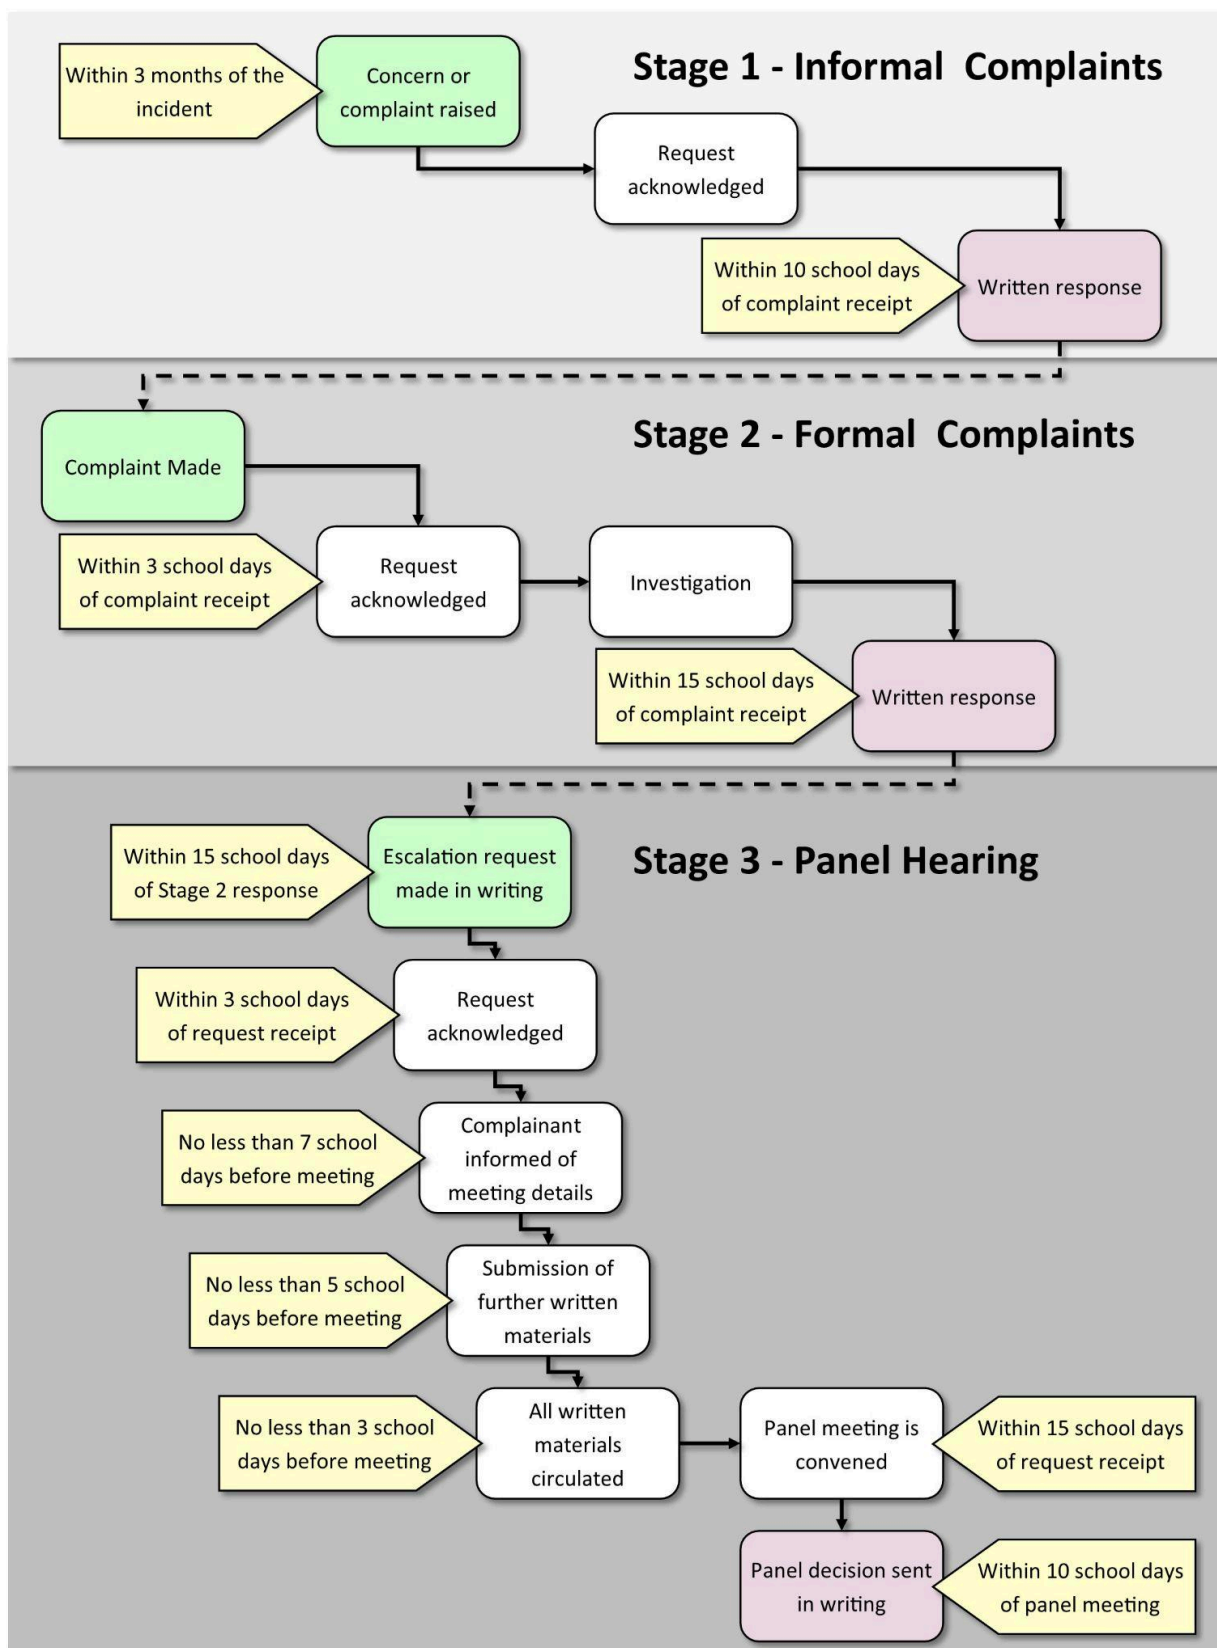 Stage 1 - Informal  Complaints
Within 3 months of the
incident
Concern or
complaint raised
Request
acknowledged
Within 10 school days
of complaint receipt
Written response
Stage 2 - Formal  Complaints
Complaint Made
Within 3 school days
of complaint receipt
Request
acknowledged
Investigation
Within 15 school days
of complaint receipt
Written response
Stage 3 - Panel Hearing
Within 15 school days
of Stage 2 response
Escalation request
made in writing
Within 3 school days
of request receipt
Request
acknowledged
No less than 7 school
days before meeting
Complainant
informed of
meeting details
No less than 5 school
days before meeting
Submission of
further written
materials
No less than 3 school
days before meeting
All written
materials
circulated
Panel meeting is
convened
Within 15 school days
of request receipt
Panel decision sent
in writing
Within 10 school days
of panel meeting